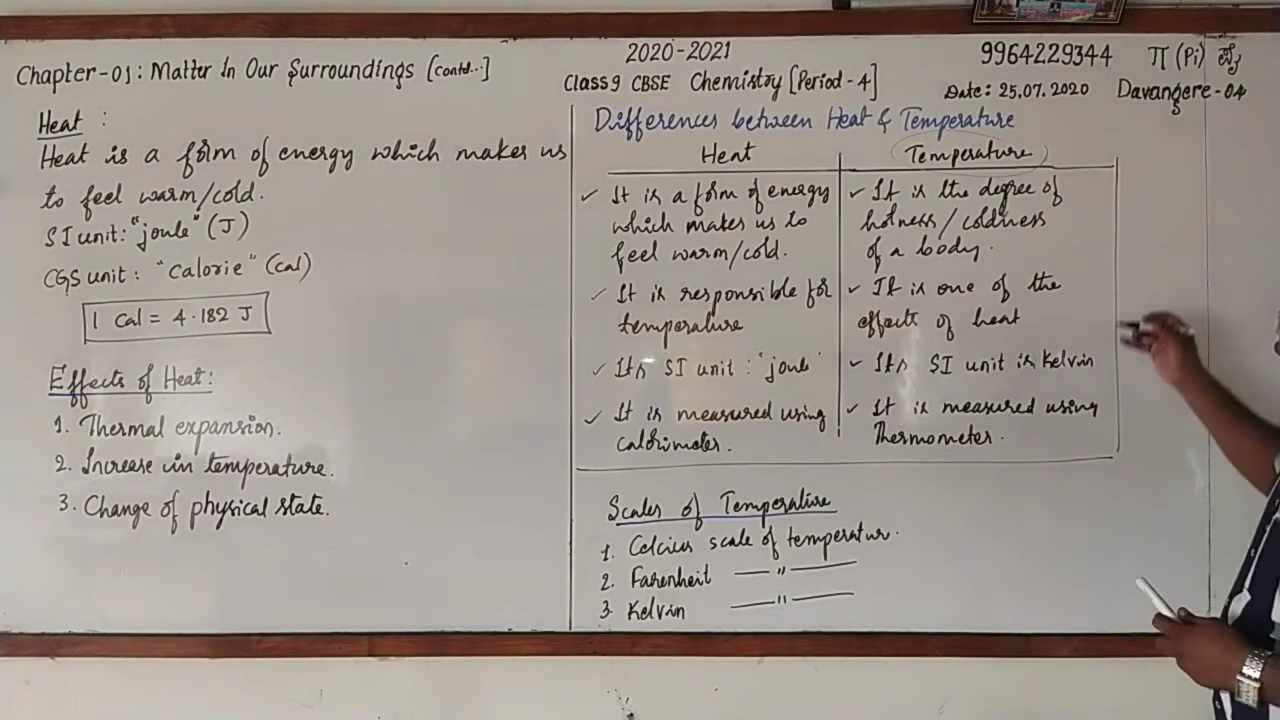 2020-2021
9964229344 π (Pi)
Chapter-01: Matter In Our Surroundings [contd...]
Class 9 CBSE Chemistry [Period - 4]
Date: 25.07.2020 Davangere-04
Heat :
Heat is a form of energy which makes us
to feel warm/cold.
SI unit: "joule" (J)
CGS unit: "Calorie" (Cal)
1 Cal = 4.182 J
Effects of Heat:
1. Thermal expansion.
2. Increase in temperature.
3. Change of physical state.
Differences between Heat & Temperature
Heat
✓ It is a form of energy
which makes us to
feel warm/cold.
✓ It is responsible for
temperature
✓ Its SI unit : "joule"
✓ It is measured using
calorimeter.
Temperature
✓ It is the degree of
hotness/coldness
of a body.
✓ It is one of the
effects of heat
✓ Its SI unit is Kelvin
✓ It is measured using
Thermometer.
Scales of Temperature
1. Celcius scale of temperatur.
2. Farenheit — " —
3. Kelvin — " —